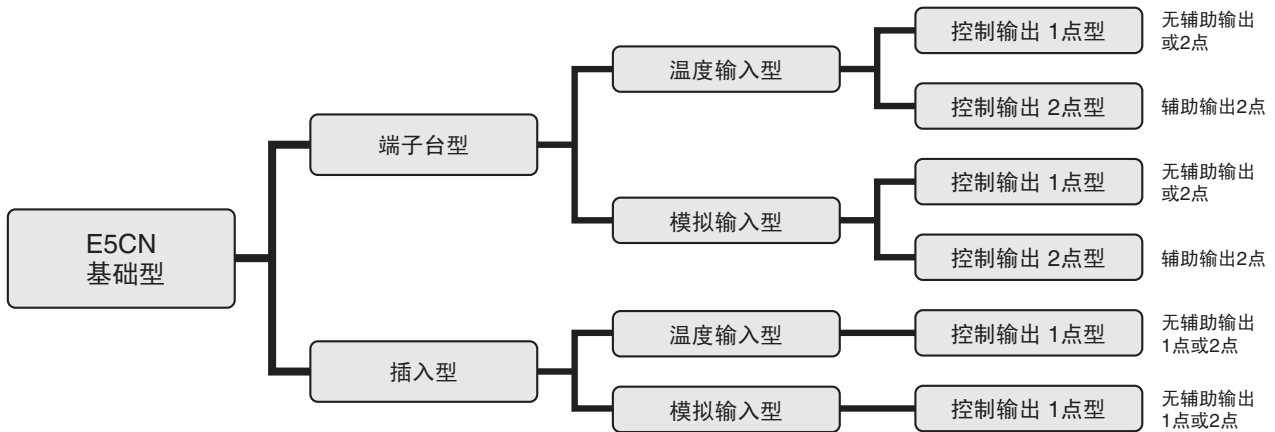 控制输出 1点型
无辅助输出
或2点
温度输入型
控制输出 2点型
辅助输出2点
端子台型
控制输出 1点型
无辅助输出
或2点
模拟输入型
控制输出 2点型
辅助输出2点
E5CN
基础型
温度输入型
控制输出 1点型
无辅助输出
1点或2点
插入型
模拟输入型
控制输出 1点型
无辅助输出
1点或2点